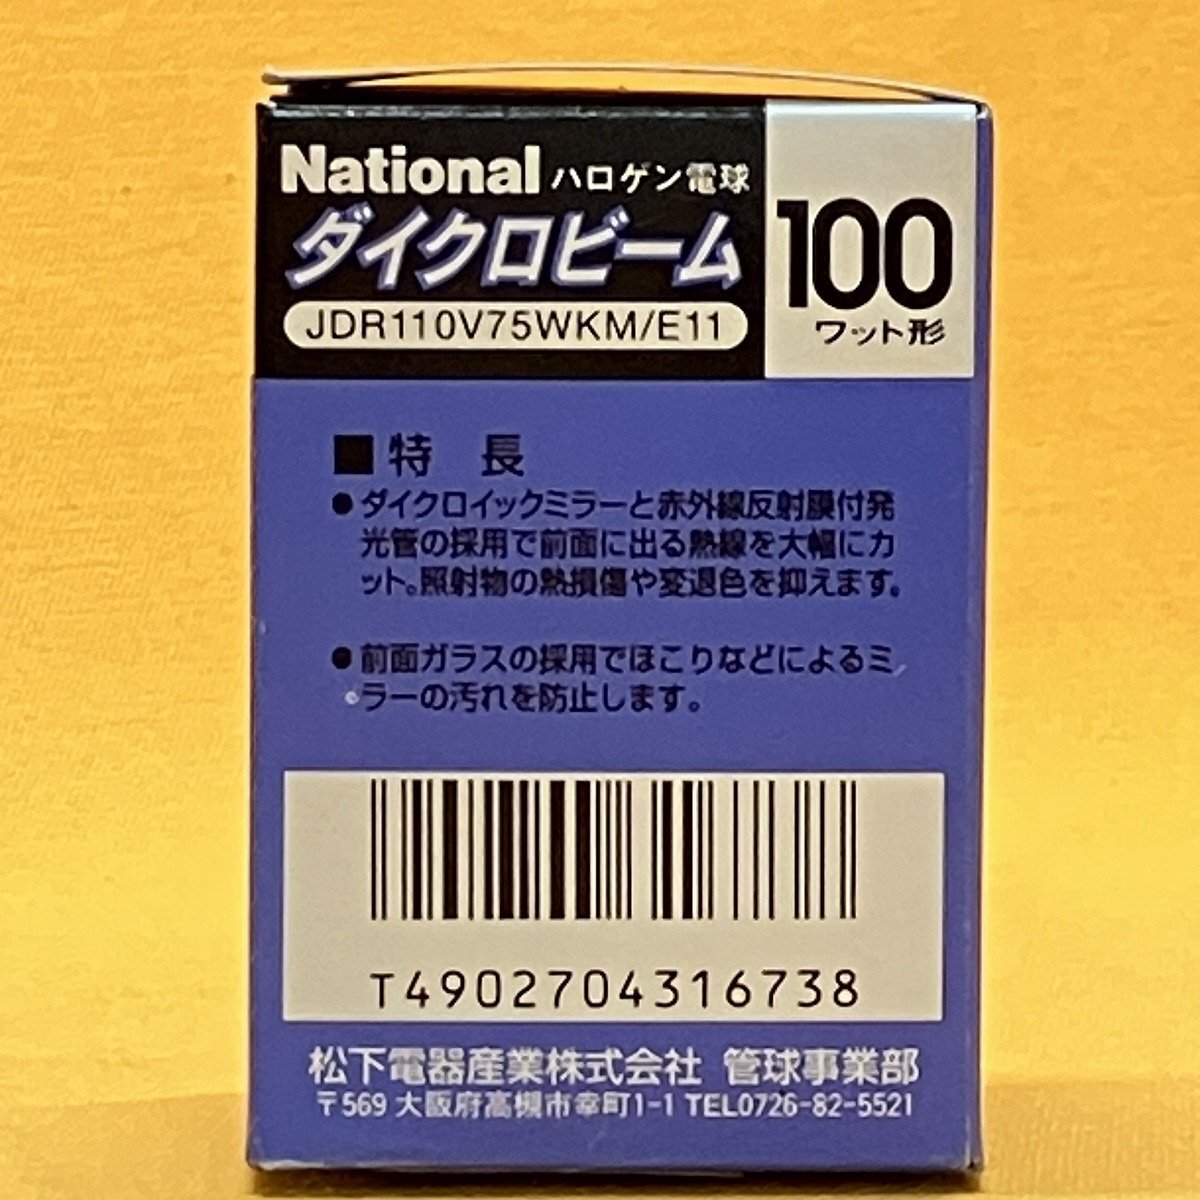 National ハロゲン電球
ダイクロビーム
JDR110V75WKM/E11
100
ワット形
■特 長
●ダイクロイックミラーと赤外線反射膜付発
光管の採用で前面に出る熱線を大幅にカ
ット。照射物の熱損傷や変退色を抑えます。
●前面ガラスの採用でほこりなどによるミ
ラーの汚れを防止します。
T4902704316738
松下電器産業株式会社 管球事業部
〒569 大阪府高槻市幸町1-1 TEL0726-82-5521